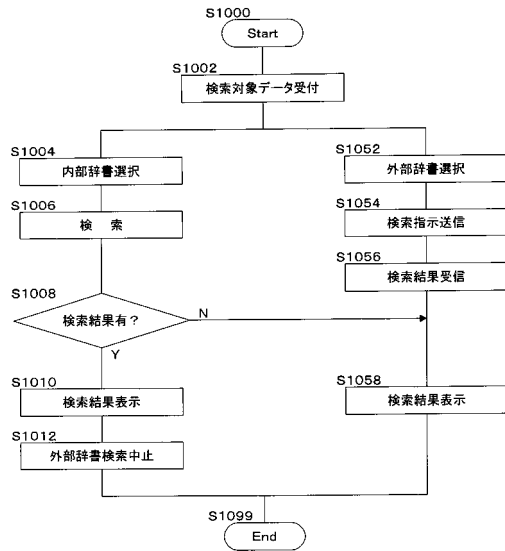 S1000
Start
S1002
検索対象データ受付
S1004
内部辞書選択
S1006
検 索
S1008
検索結果有？
N
Y
S1010
検索結果表示
S1012
外部辞書検索中止
S1052
外部辞書選択
S1054
検索指示送信
S1056
検索結果受信
S1058
検索結果表示
S1099
End